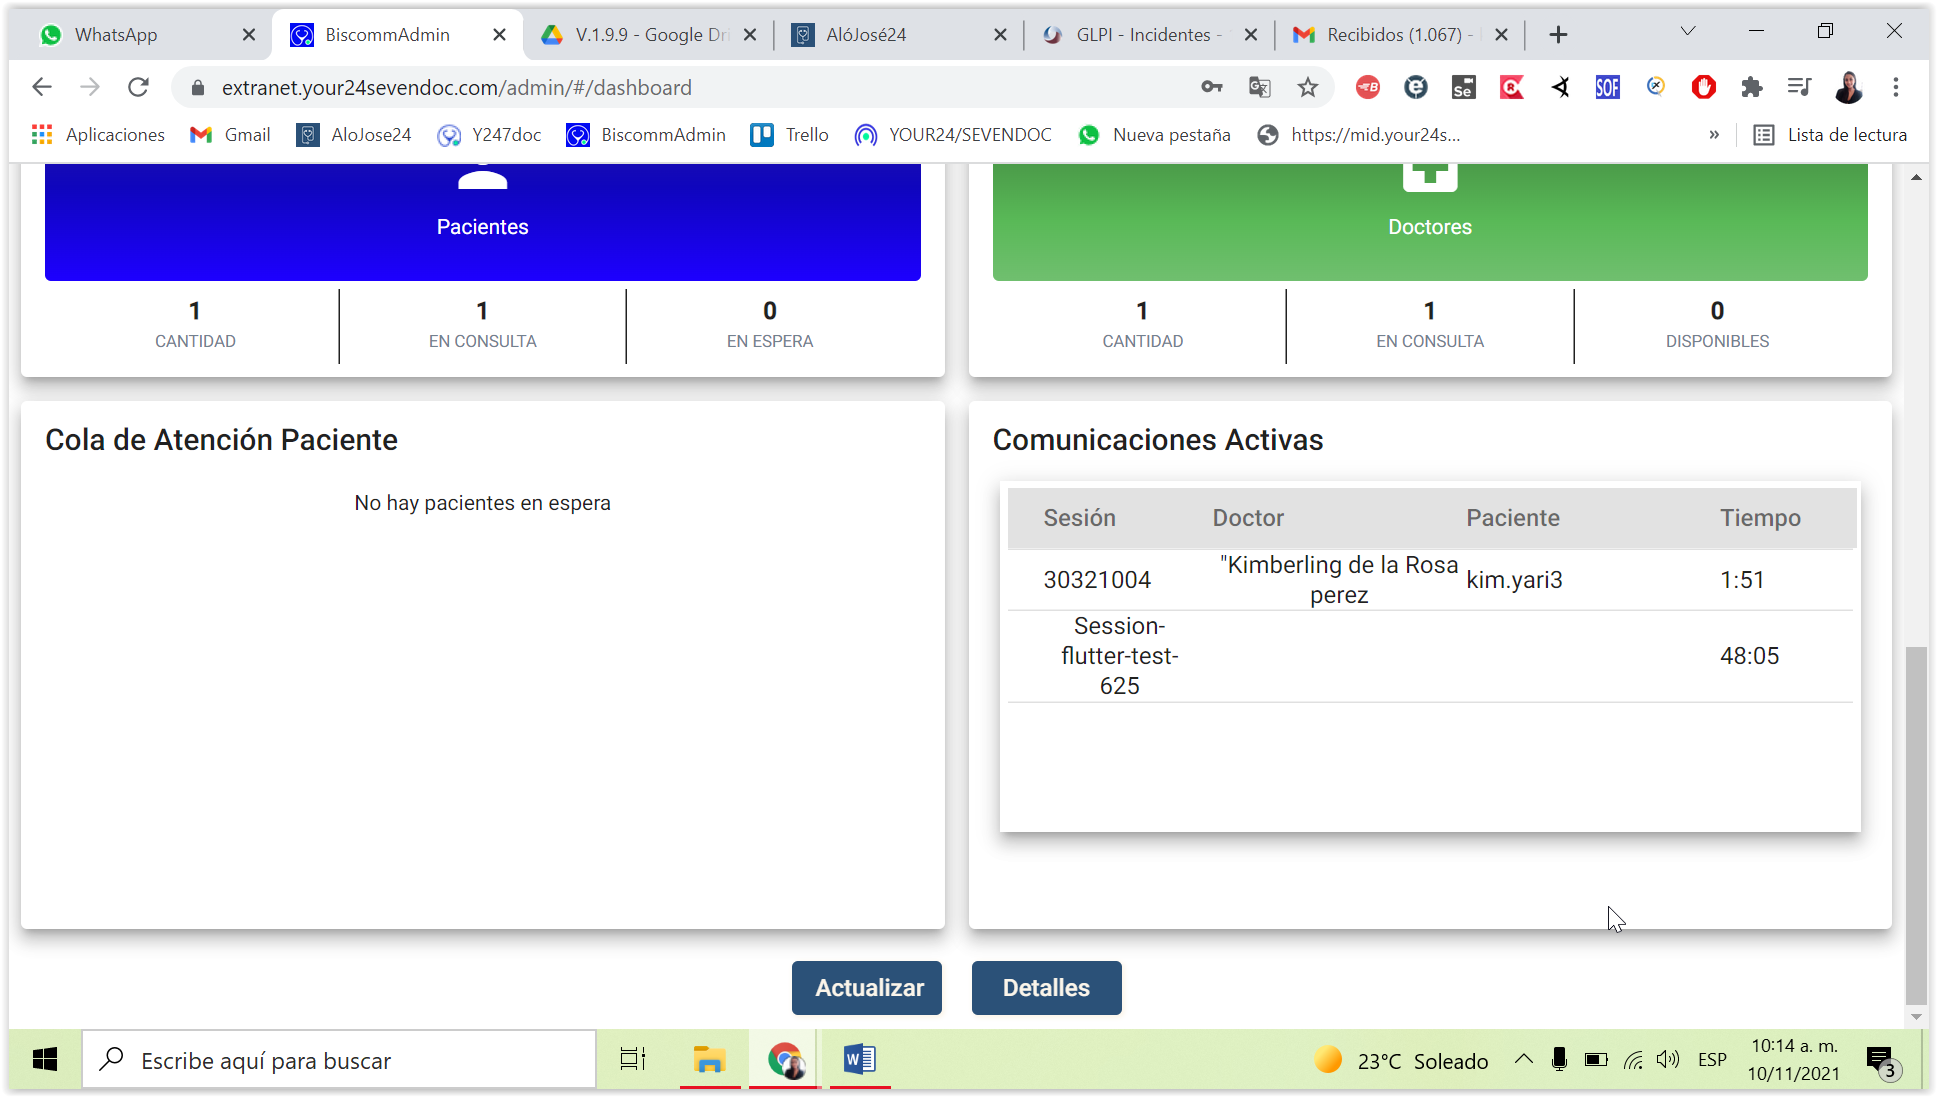 WhatsApp
BiscommAdmin
V.1.9.9 - Google Dri
AlóJosé24
GLPI - Incidentes -
Recibidos (1.067) -
extranet.your24sevendoc.com/admin/#/dashboard
Se
SOF
Aplicaciones
Gmail
AloJose24
Y247doc
BiscommAdmin
Trello
YOUR24/SEVENDOC
Nueva pestaña
https://mid.your24s...
»
Lista de lectura
Pacientes
1
CANTIDAD
1
EN CONSULTA
0
EN ESPERA
Doctores
1
CANTIDAD
1
EN CONSULTA
0
DISPONIBLES
Cola de Atención Paciente
No hay pacientes en espera
Comunicaciones Activas
Sesión Doctor Paciente Tiempo
30321004 "Kimberling de la Rosa
perez kim.yari3 1:51
Session-
flutter-test-
625 48:05
Actualizar
Detalles
Escribe aquí para buscar
W
23°C Soleado
ESP
10:14 a. m.
10/11/2021
3